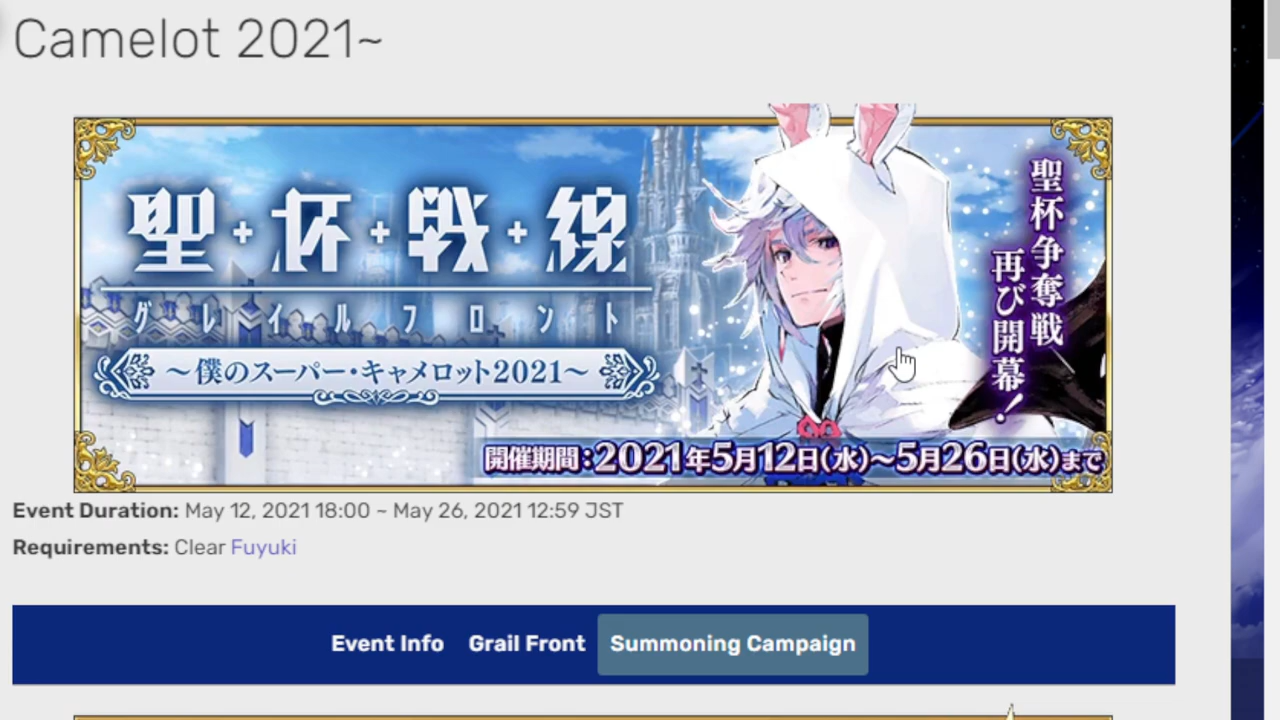 Camelot 2021~
聖+杯+戦+線
グレイルフロント
～僕のスーパー・キャメロット2021～
聖杯争奪戦
再び開幕！
開催期間：2021年5月12日(水)～5月26日(水)まで
Event Duration: May 12, 2021 18:00 ~ May 26, 2021 12:59 JST
Requirements: Clear Fuyuki
Event Info Grail Front Summoning Campaign